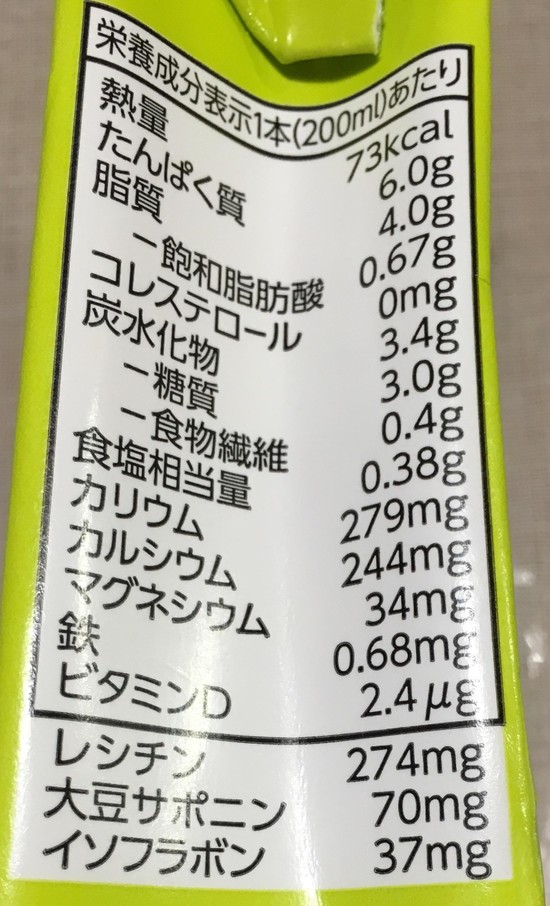 栄養成分表示1本(200ml)あたり
熱量 73kcal
たんぱく質 6.0g
脂質 4.0g
－飽和脂肪酸 0.67g
コレステロール 0mg
炭水化物 3.4g
－糖質 3.0g
－食物繊維 0.4g
食塩相当量 0.38g
カリウム 279mg
カルシウム 244mg
マグネシウム 34mg
鉄 0.68mg
ビタミンD 2.4μg
レシチン 274mg
大豆サポニン 70mg
イソフラボン 37mg